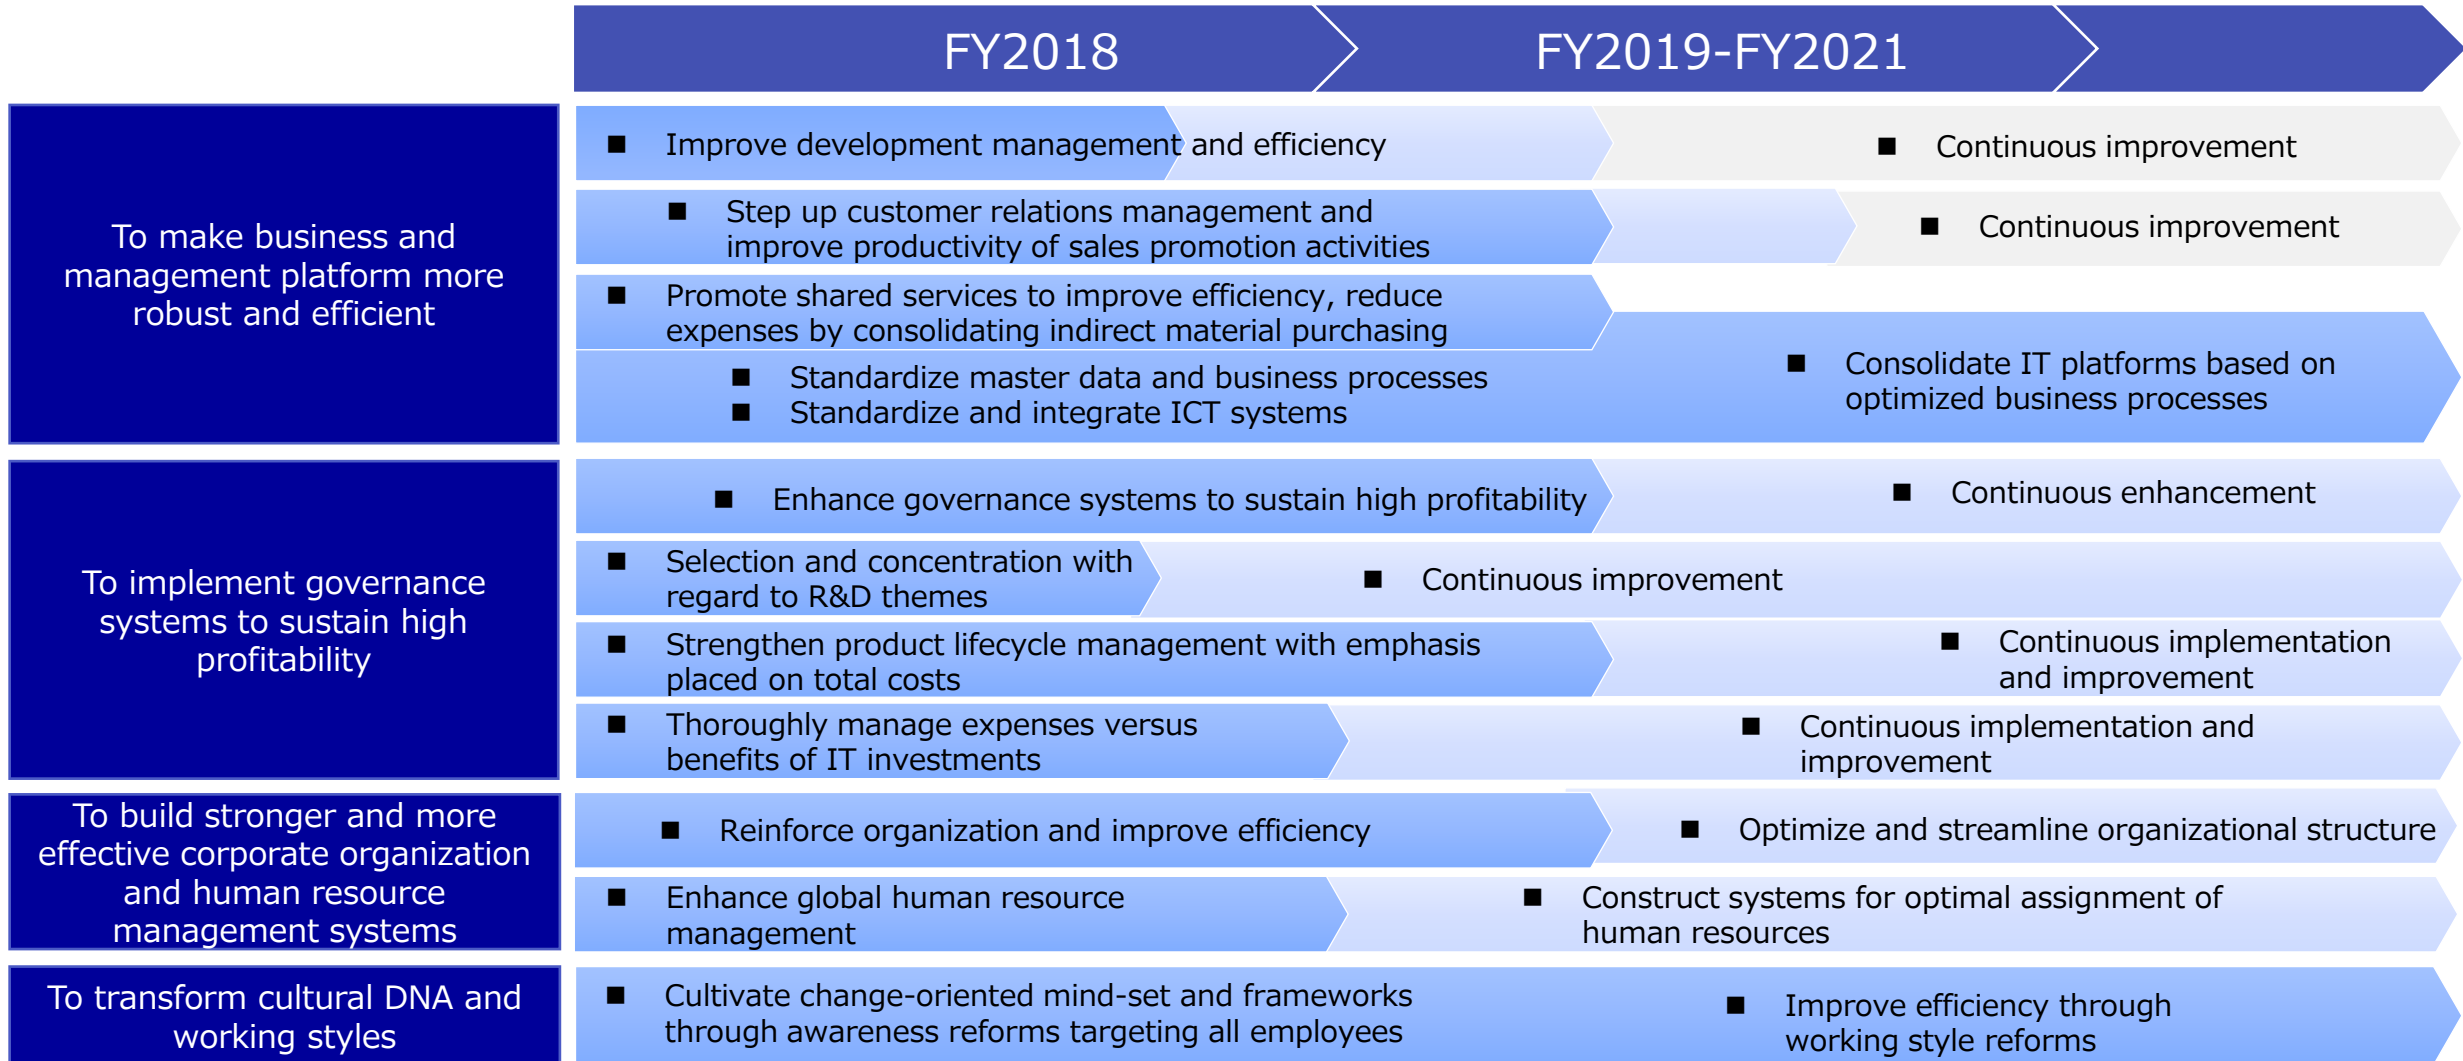 FY2018
FY2019-FY2021
To make business and
management platform more
robust and efficient
■ Improve development management and efficiency
■ Continuous improvement
■ Step up customer relations management and
improve productivity of sales promotion activities
■ Continuous improvement
■ Promote shared services to improve efficiency, reduce
expenses by consolidating indirect material purchasing
■ Standardize master data and business processes
■ Standardize and integrate ICT systems
■ Consolidate IT platforms based on
optimized business processes
To implement governance
systems to sustain high
profitability
■ Enhance governance systems to sustain high profitability
■ Continuous enhancement
■ Selection and concentration with
regard to R&D themes
■ Continuous improvement
■ Strengthen product lifecycle management with emphasis
placed on total costs
■ Continuous implementation
and improvement
■ Thoroughly manage expenses versus
benefits of IT investments
■ Continuous implementation and
improvement
To build stronger and more
effective corporate organization
and human resource
management systems
■ Reinforce organization and improve efficiency
■ Optimize and streamline organizational structure
■ Enhance global human resource
management
■ Construct systems for optimal assignment of
human resources
To transform cultural DNA and
working styles
■ Cultivate change-oriented mind-set and frameworks
through awareness reforms targeting all employees
■ Improve efficiency through
working style reforms